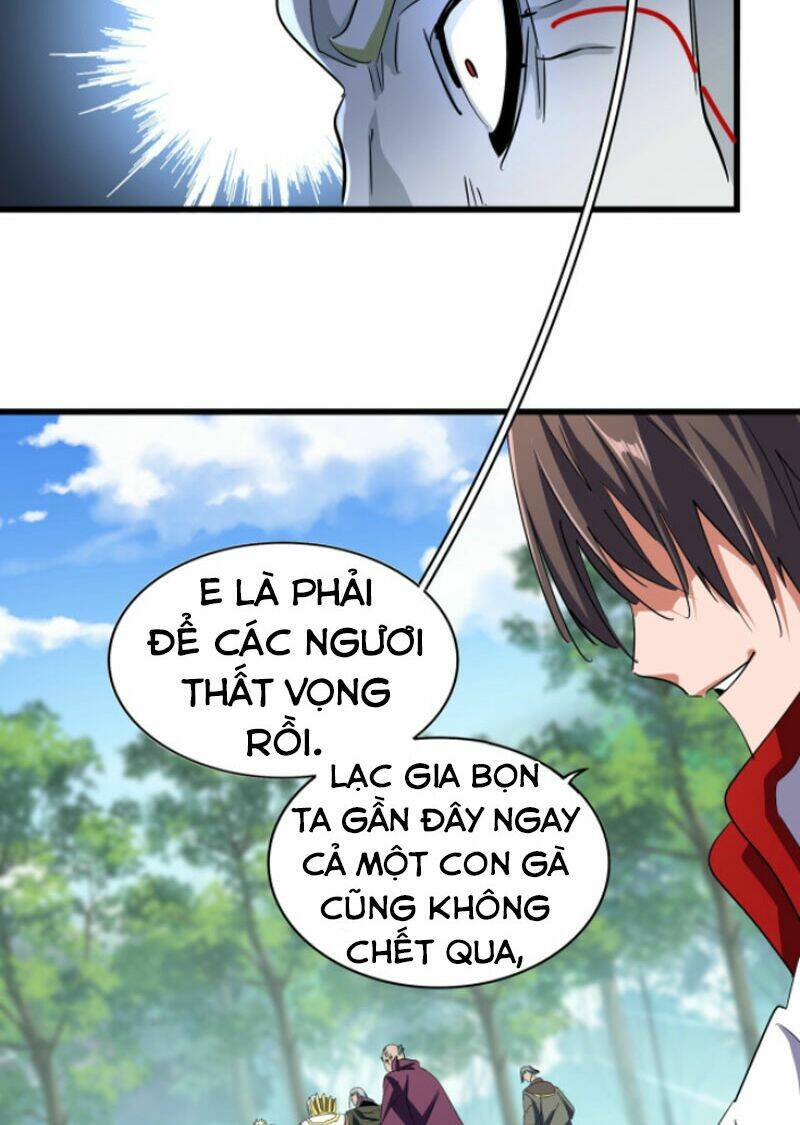 E LÀ PHẢI
ĐỂ CÁC NGƯƠI
THẤT VỌNG
RỒI.
LẠC GIA BỌN
TA GẦN ĐÂY NGAY
CẢ MỘT CON GÀ
CŨNG KHÔNG
CHẾT QUA,